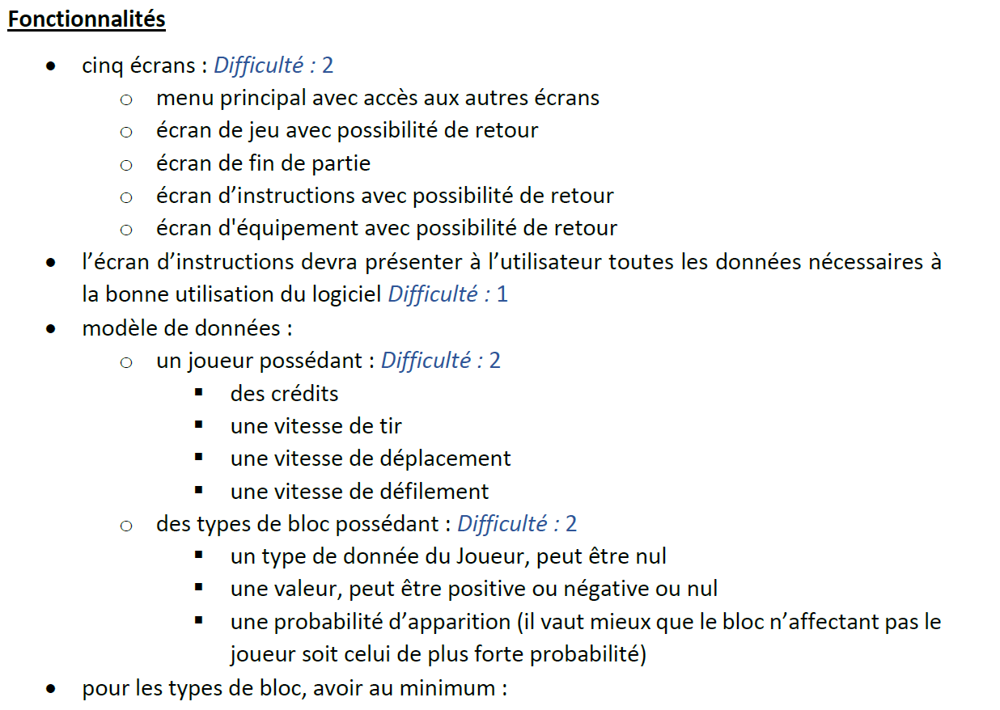 Fonctionnalités
cinq écrans : Difficulté : 2
menu principal avec accès aux autres écrans
écran de jeu avec possibilité de retour
écran de fin de partie
écran d’instructions avec possibilité de retour
écran d'équipement avec possibilité de retour
l’écran d’instructions devra présenter à l’utilisateur toutes les données nécessaires à
la bonne utilisation du logiciel Difficulté : 1
modèle de données :
un joueur possédant : Difficulté : 2
des crédits
une vitesse de tir
une vitesse de déplacement
une vitesse de défilement
des types de bloc possédant : Difficulté : 2
un type de donnée du Joueur, peut être nul
une valeur, peut être positive ou négative ou nul
une probabilité d’apparition (il vaut mieux que le bloc n’affectant pas le
joueur soit celui de plus forte probabilité)
pour les types de bloc, avoir au minimum :